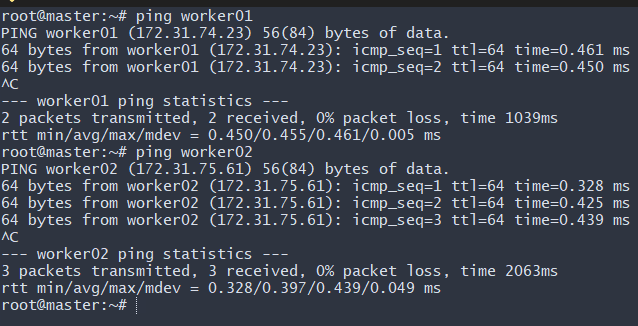 root@master:~# ping worker01
PING worker01 (172.31.74.23) 56(84) bytes of data.
64 bytes from worker01 (172.31.74.23): icmp_seq=1 ttl=64 time=0.461 ms
64 bytes from worker01 (172.31.74.23): icmp_seq=2 ttl=64 time=0.450 ms
^C
--- worker01 ping statistics ---
2 packets transmitted, 2 received, 0% packet loss, time 1039ms
rtt min/avg/max/mdev = 0.450/0.455/0.461/0.005 ms
root@master:~# ping worker02
PING worker02 (172.31.75.61) 56(84) bytes of data.
64 bytes from worker02 (172.31.75.61): icmp_seq=1 ttl=64 time=0.328 ms
64 bytes from worker02 (172.31.75.61): icmp_seq=2 ttl=64 time=0.425 ms
64 bytes from worker02 (172.31.75.61): icmp_seq=3 ttl=64 time=0.439 ms
^C
--- worker02 ping statistics ---
3 packets transmitted, 3 received, 0% packet loss, time 2063ms
rtt min/avg/max/mdev = 0.328/0.397/0.439/0.049 ms
root@master:~#